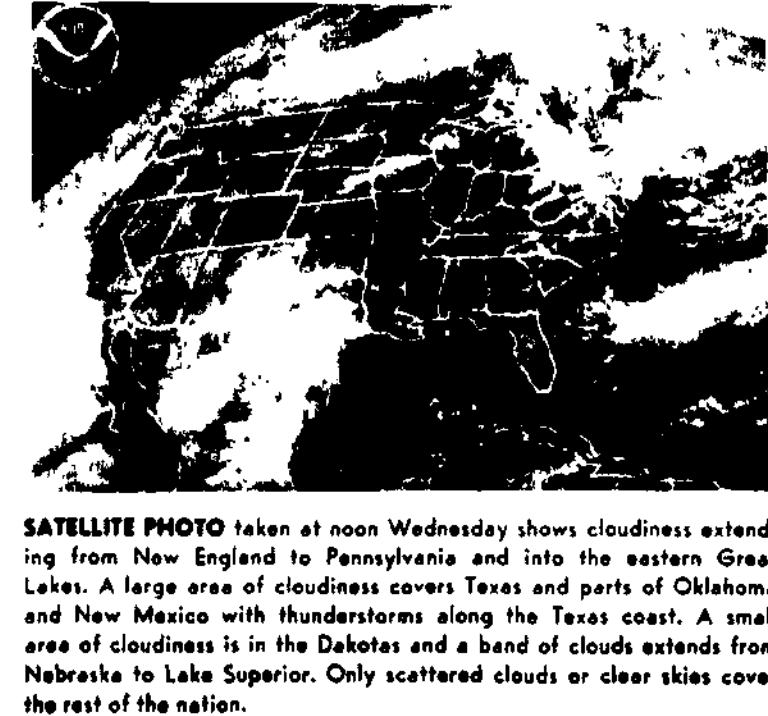 SATELLITE PHOTO taken at noon Wednesday shows cloudiness extend
ing from New England to Pennsylvania and into the eastern Grea
Lakes. A large area of cloudiness covers Texas and parts of Oklahom
and New Mexico with thunderstorms along the Texas coast. A smal
area of cloudiness is in the Dakotas and a band of clouds extends from
Nebraska to Lake Superior. Only scattered clouds or clear skies cove
the rest of the nation.